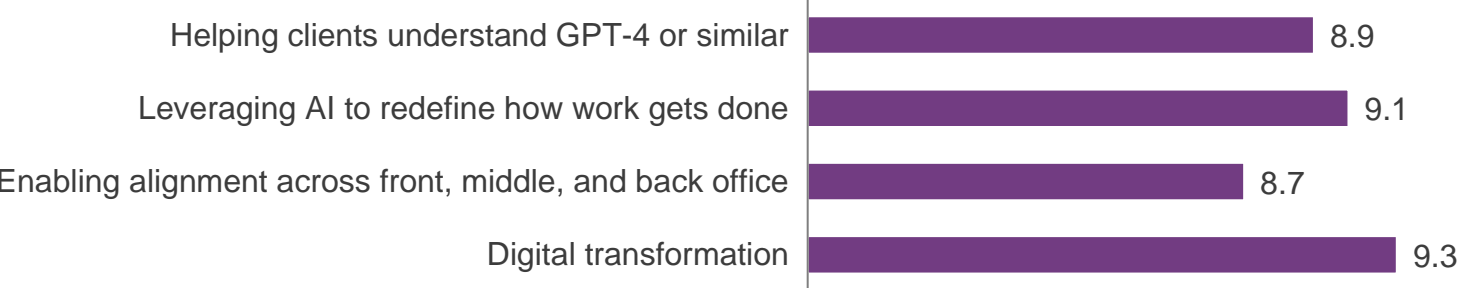 Helping clients understand GPT-4 or similar 8.9
Leveraging AI to redefine how work gets done 9.1
Enabling alignment across front, middle, and back office 8.7
Digital transformation 9.3